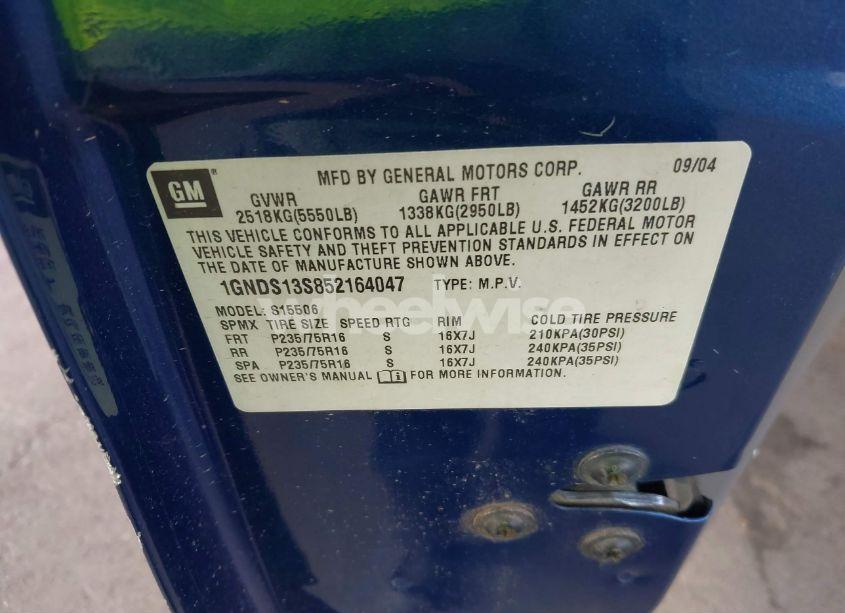 GM
MFD BY GENERAL MOTORS CORP. 09/04
GVWR GAWR FRT GAWR RR
2518KG(5550LB) 1338KG(2950LB) 1452KG(3200LB)
THIS VEHICLE CONFORMS TO ALL APPLICABLE U.S. FEDERAL MOTOR
VEHICLE SAFETY AND THEFT PREVENTION STANDARDS IN EFFECT ON
THE DATE OF MANUFACTURE SHOWN ABOVE.
1GNDS13S852164047 TYPE: M.P.V.
MODEL: S15506
SPMX TIRE SIZE SPEED RTG RIM COLD TIRE PRESSURE
FRT P235/75R16 S 16X7J 210KPA(30PSI)
RR P235/75R16 S 16X7J 240KPA(35PSI)
SPA P235/75R16 S 16X7J 240KPA(35PSI)
SEE OWNER'S MANUAL FOR MORE INFORMATION.
wheelwise